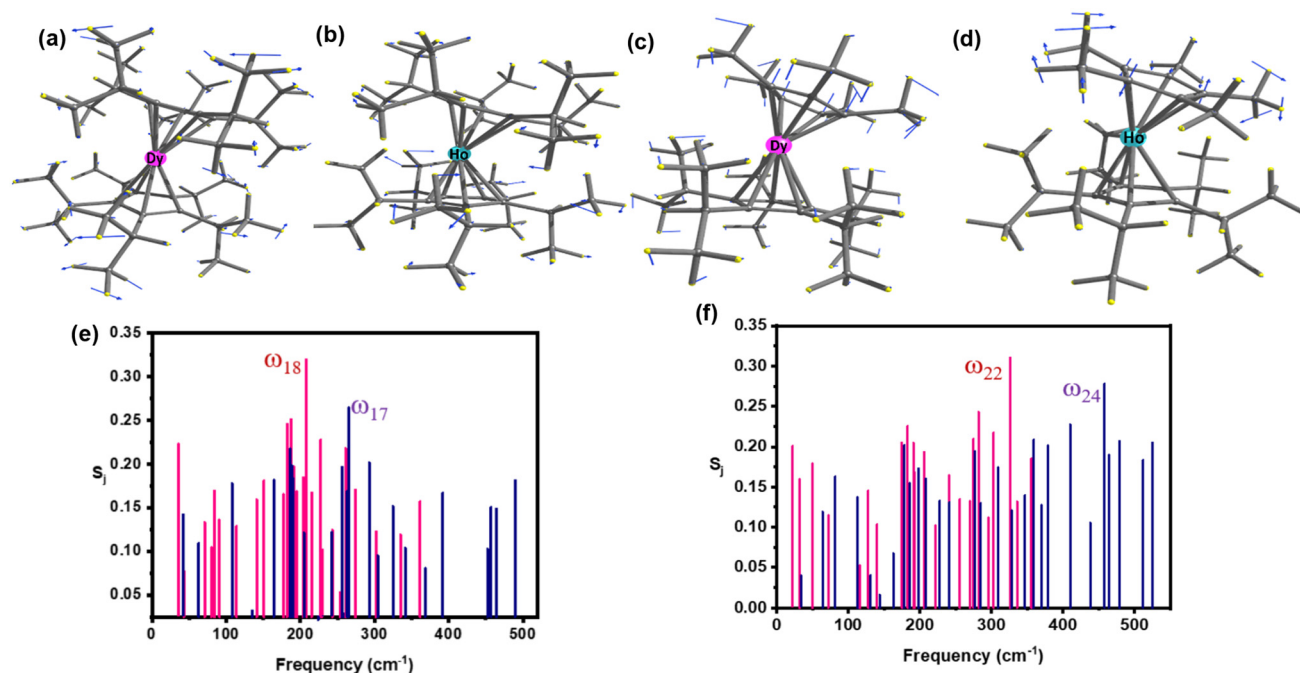 (a)
(b)
(c)
(d)
Dy
Ho
Dy
Ho
(e)
0.35
0.30
0.25
0.20
0.15
0.10
0.05
Sj
ω18
ω17
0
100
200
300
400
500
Frequency (cm-1)
(f)
0.35
0.30
0.25
0.20
0.15
0.10
0.05
0.00
Sj
ω22
ω24
0
100
200
300
400
500
Frequency (cm-1)